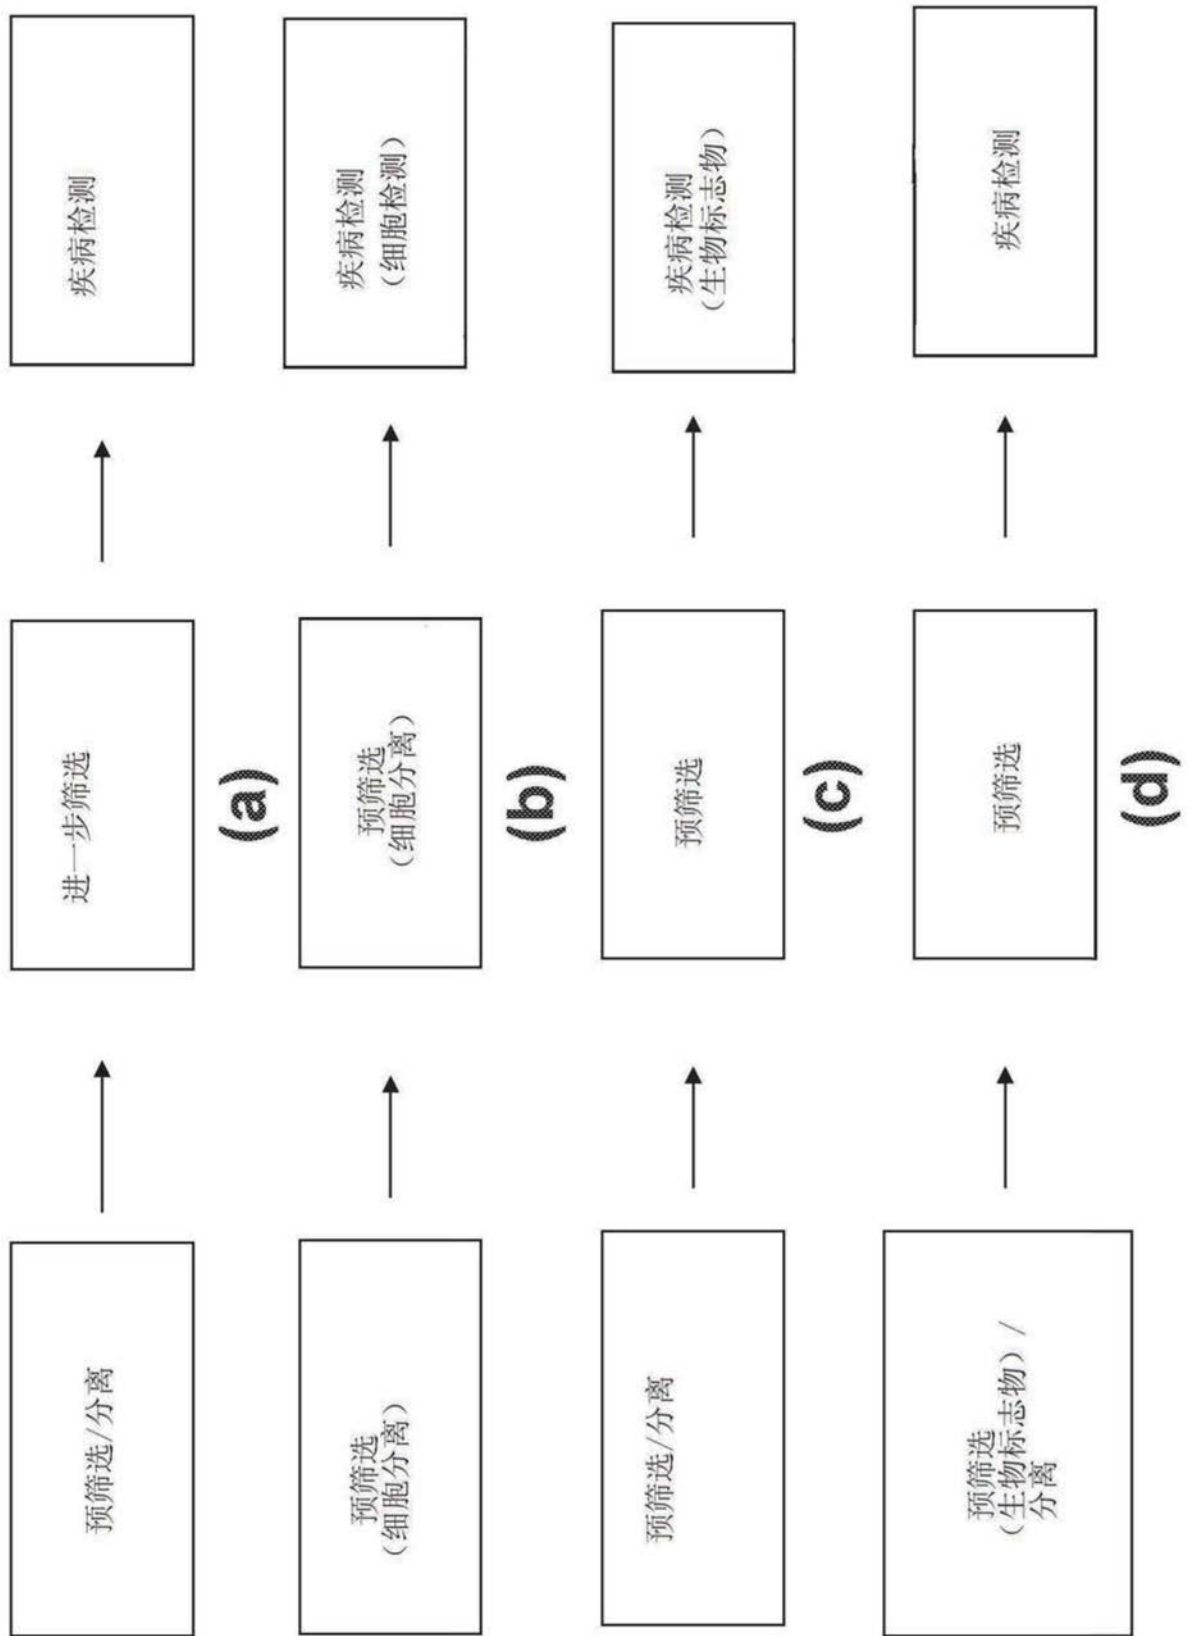 预筛选/分离
进一步筛选
疾病检测
(a)
预筛选
（细胞分离）
预筛选
（细胞分离）
疾病检测
（细胞检测）
(b)
预筛选/分离
预筛选
疾病检测
（生物标志物）
(c)
预筛选
（生物标志物）/
分离
预筛选
疾病检测
(d)